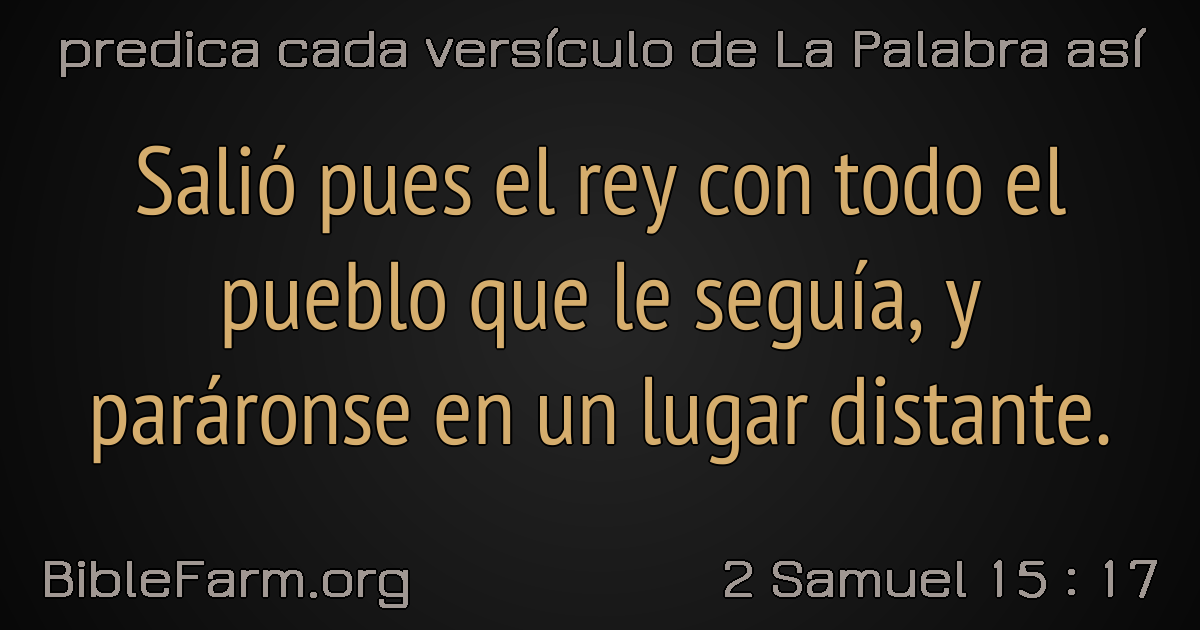 predica cada versículo de La Palabra así
Salió pues el rey con todo el
pueblo que le seguía, y
paráronse en un lugar distante.
BibleFarm.org
2 Samuel 15 : 17